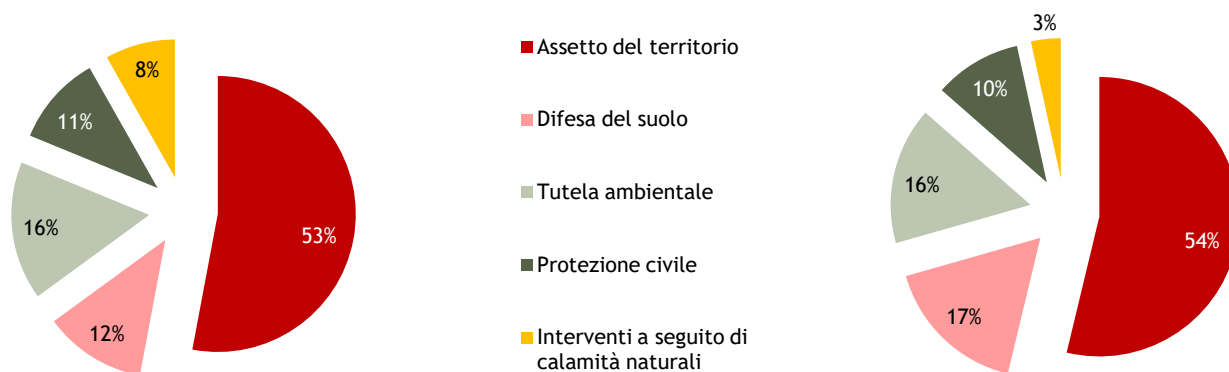 8%
11%
16%
12%
53%
Assetto del territorio
Difesa del suolo
Tutela ambientale
Protezione civile
Interventi a seguito di
calamità naturali
3%
10%
16%
17%
54%